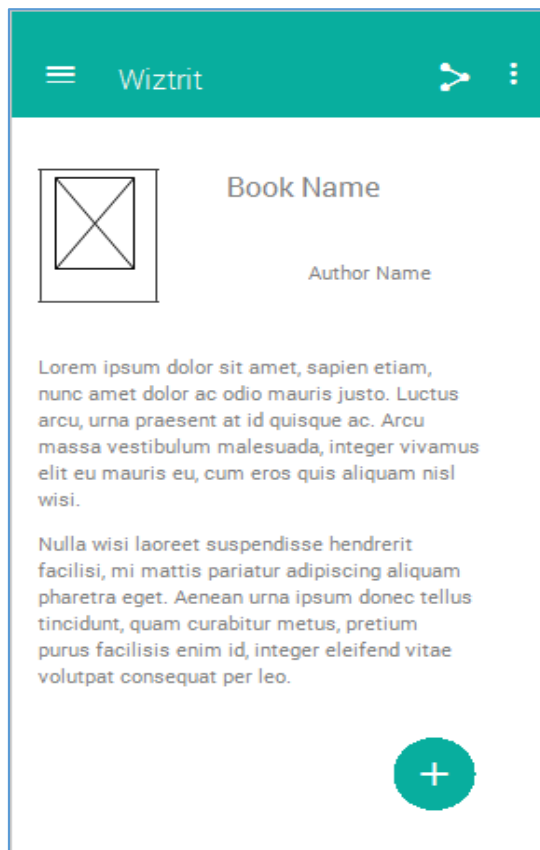 Wiztrit
Book Name
Author Name
Lorem ipsum dolor sit amet, sapien etiam,
nunc amet dolor ac odio mauris justo. Luctus
arcu, urna praesent at id quisque ac. Arcu
massa vestibulum malesuada, integer vivamus
elit eu mauris eu, cum eros quis aliquam nisl
wisi.
Nulla wisi laoreet suspendisse hendrerit
facilisi, mi mattis pariatur adipiscing aliquam
pharetra eget. Aenean urna ipsum donec tellus
tincidunt, quam curabitur metus, pretium
purus facilisis enim id, integer eleifend vitae
volutpat consequat per leo.